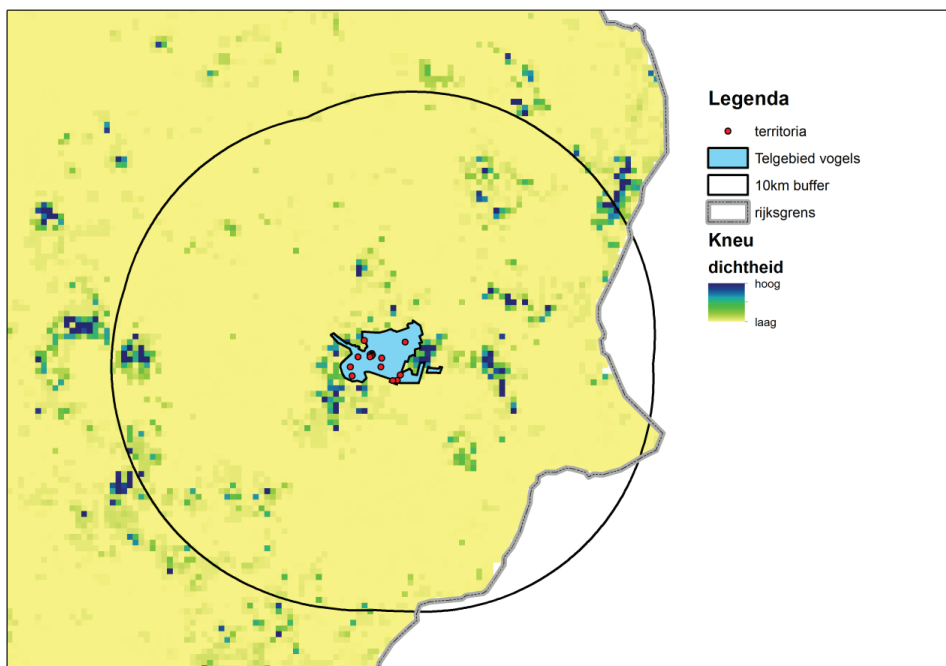 Legenda
territoria
Telgebied vogels
10km buffer
rijksgrens
Kneu
dichtheid
hoog
laag